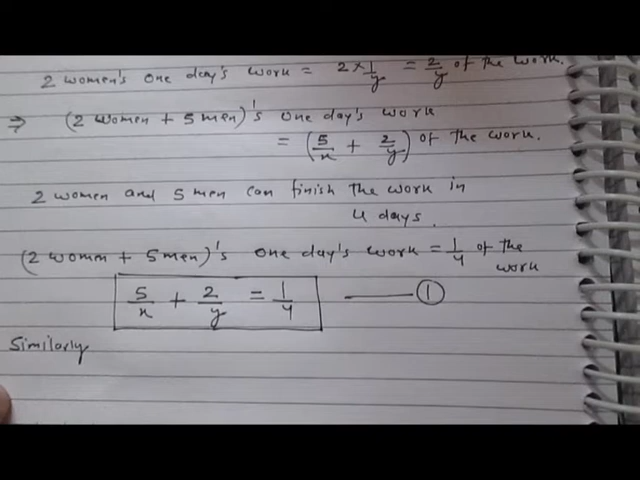 2 women's one day's work = 2 × 1/y = 2/y of the work.
⇒ (2 women + 5 men)'s one day's work
= (5/x + 2/y) of the work.
2 women and 5 men can finish the work in
4 days.
(2 women + 5 men)'s one day's work = 1/4 of the
work
5/x + 2/y = 1/4 —— ①
Similarly